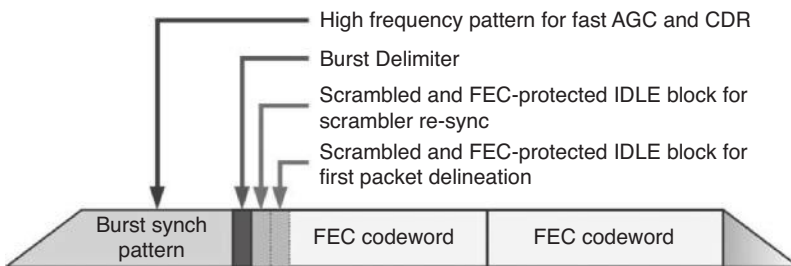 High frequency pattern for fast AGC and CDR
Burst Delimiter
Scrambled and FEC-protected IDLE block for
scrambler re-sync
Scrambled and FEC-protected IDLE block for
first packet delineation
Burst synch
pattern
FEC codeword
FEC codeword